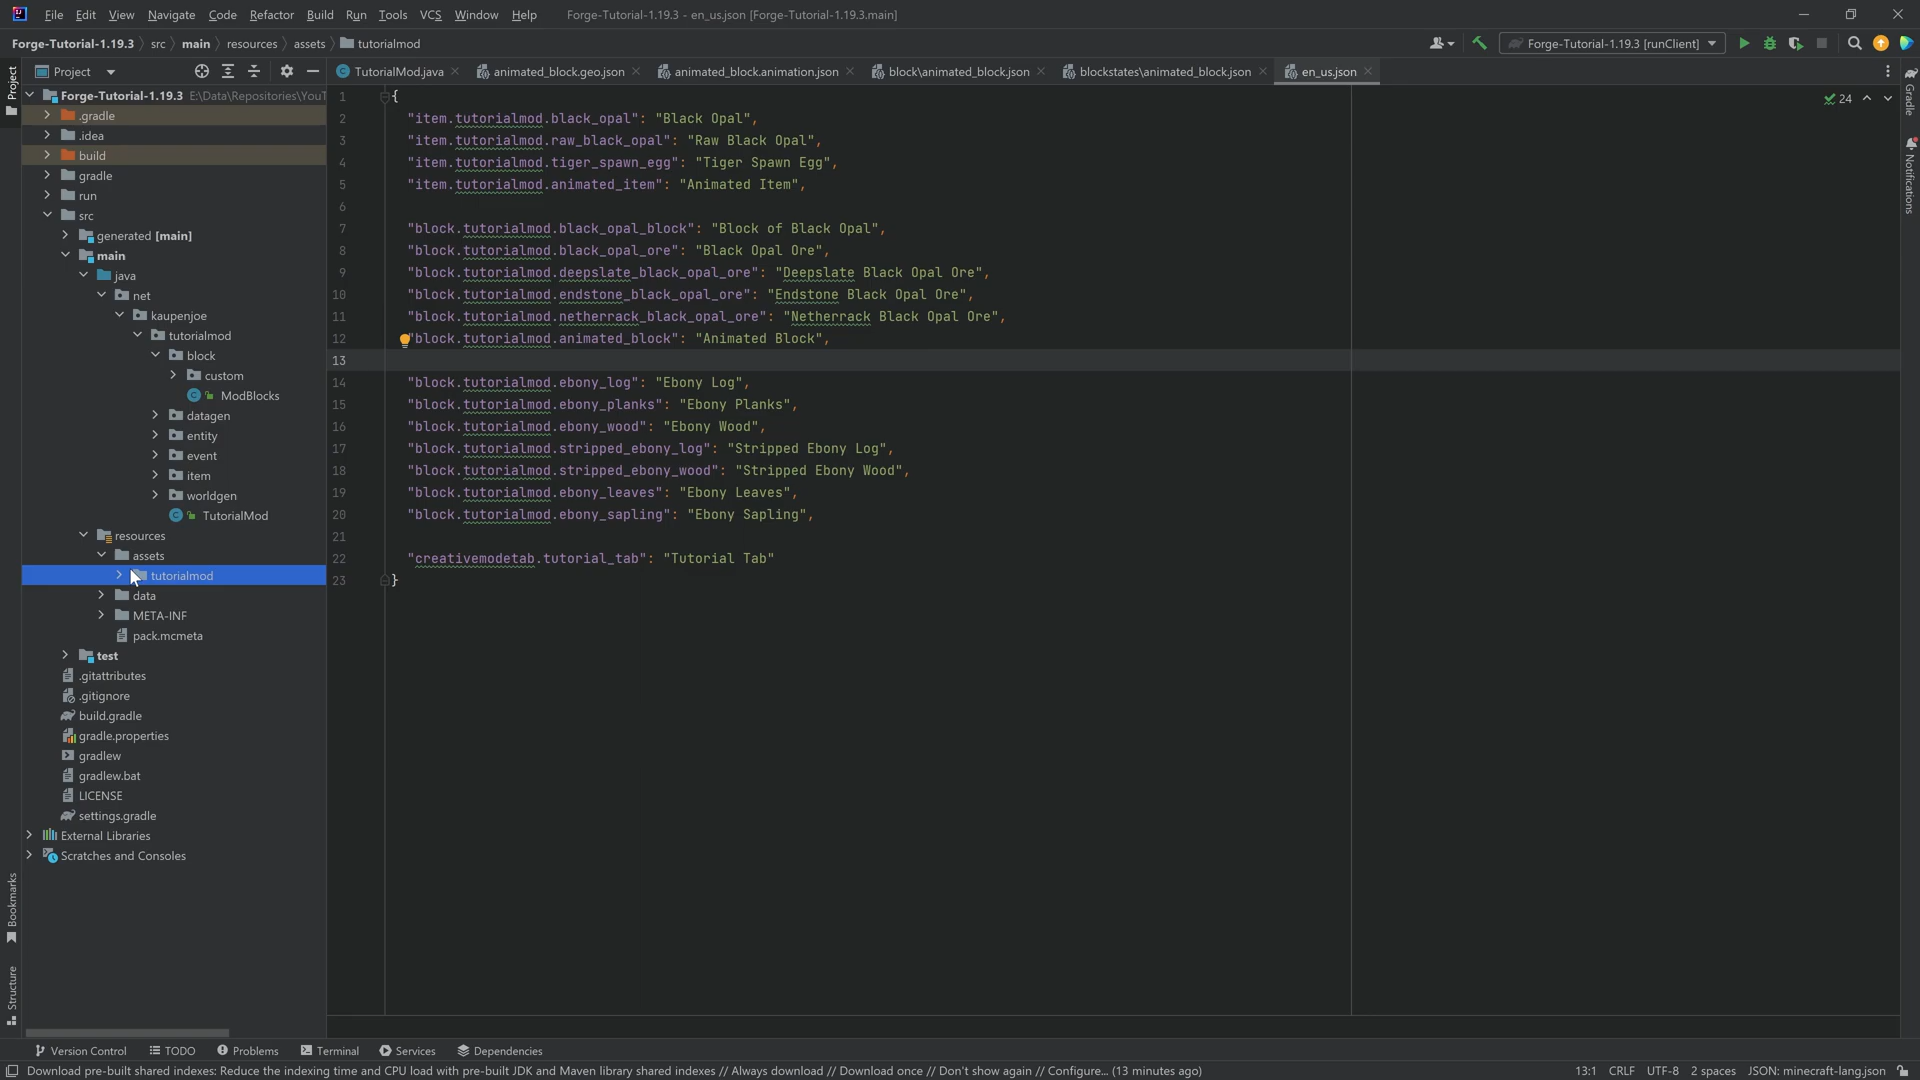 File Edit View Navigate Code Refactor Build Run Tools VCS Window Help Forge-Tutorial-1.19.3 - en_us.json [Forge-Tutorial-1.19.3.main]
Forge-Tutorial-1.19.3 src main resources assets tutorialmod Forge-Tutorial-1.19.3 [runClient]
Project TutorialMod.java animated_block.geo.json animated_block.animation.json block\animated_block.json blockstates\animated_block.json en_us.json
Project
Bookmarks
Structure
Gradle
Notifications
Forge-Tutorial-1.19.3 E:\Data\Repositories\YouT
.gradle
.idea
build
gradle
run
src
generated [main]
main
java
net
kaupenjoe
tutorialmod
block
custom
ModBlocks
datagen
entity
event
item
worldgen
TutorialMod
resources
assets
tutorialmod
data
META-INF
pack.mcmeta
test
.gitattributes
.gitignore
build.gradle
gradle.properties
gradlew
gradlew.bat
LICENSE
settings.gradle
External Libraries
Scratches and Consoles
24
1 {
2 "item.tutorialmod.black_opal": "Black Opal",
3 "item.tutorialmod.raw_black_opal": "Raw Black Opal",
4 "item.tutorialmod.tiger_spawn_egg": "Tiger Spawn Egg",
5 "item.tutorialmod.animated_item": "Animated Item",
6
7 "block.tutorialmod.black_opal_block": "Block of Black Opal",
8 "block.tutorialmod.black_opal_ore": "Black Opal Ore",
9 "block.tutorialmod.deepslate_black_opal_ore": "Deepslate Black Opal Ore",
10 "block.tutorialmod.endstone_black_opal_ore": "Endstone Black Opal Ore",
11 "block.tutorialmod.netherrack_black_opal_ore": "Netherrack Black Opal Ore",
12 "block.tutorialmod.animated_block": "Animated Block",
13
14 "block.tutorialmod.ebony_log": "Ebony Log",
15 "block.tutorialmod.ebony_planks": "Ebony Planks",
16 "block.tutorialmod.ebony_wood": "Ebony Wood",
17 "block.tutorialmod.stripped_ebony_log": "Stripped Ebony Log",
18 "block.tutorialmod.stripped_ebony_wood": "Stripped Ebony Wood",
19 "block.tutorialmod.ebony_leaves": "Ebony Leaves",
20 "block.tutorialmod.ebony_sapling": "Ebony Sapling",
21
22 "creativemodetab.tutorial_tab": "Tutorial Tab"
23 }
Version Control TODO Problems Terminal Services Dependencies
Download pre-built shared indexes: Reduce the indexing time and CPU load with pre-built JDK and Maven library shared indexes // Always download // Download once // Don't show again // Configure... (13 minutes ago) 13:1 CRLF UTF-8 2 spaces JSON: minecraft-lang.json